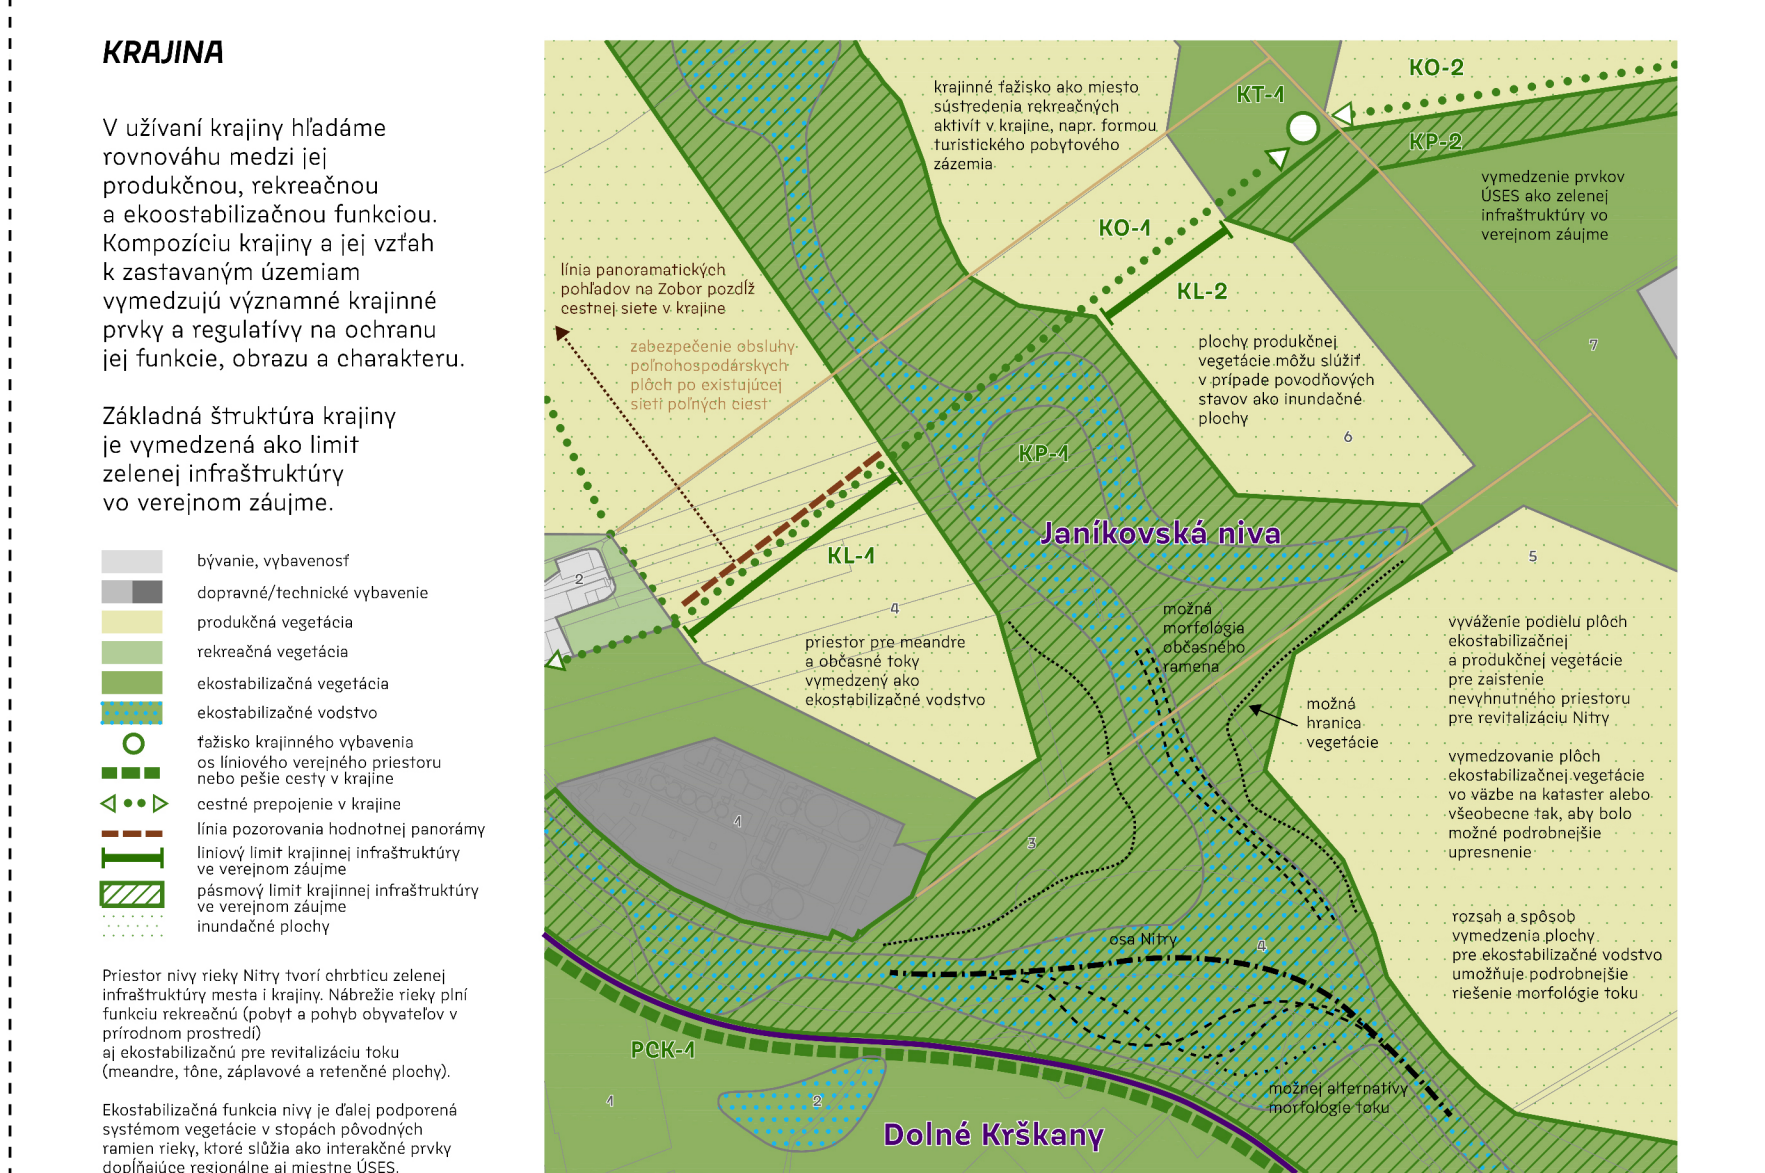 KRAJINA
V užívaní krajiny hľadáme
rovnováhu medzi jej
produkčnou, rekreačnou
a ekoostabilizačnou funkciou.
Kompozíciu krajiny a jej vzťah
k zastavaným územiam
vymedzujú významné krajinné
prvky a regulatívy na ochranu
jej funkcie, obrazu a charakteru.
Základná štruktúra krajiny
je vymedzená ako limit
zelenej infraštruktúry
vo verejnom záujme.
bývanie, vybavenosť
dopravné/technické vybavenie
produkčná vegetácia
rekreačná vegetácia
ekostabilizačná vegetácia
ekostabilizačné vodstvo
ťažisko krajinného vybavenia
os líniového verejného priestoru
nebo pešie cesty v krajine
cestné prepojenie v krajine
línia pozorovania hodnotnej panorámy
liniový limit krajinnej infraštruktúry
ve verejnom záujme
pásmový limit krajinnej infraštruktúry
ve verejnom záujme
inundačné plochy
Priestor nivy rieky Nitry tvorí chrbticu zelenej
infraštruktúry mesta i krajiny. Nábrežie rieky plní
funkciu rekreačnú (pobyt a pohyb obyvateľov v
prírodnom prostredí)
aj ekostabilizačnú pre revitalizáciu toku
(meandre, tône, záplavové a retenčné plochy).
Ekostabilizačná funkcia nivy je ďalej podporená
systémom vegetácie v stopách pôvodných
ramien rieky, ktoré slúžia ako interakčné prvky
dopĺňajúce regionálne aj miestne ÚSES.
krajinné ťažisko ako miesto
sústredenia rekreačných
aktivít v krajine, napr. formou
turistického pobytového
zázemia
KT-1
KO-2
KP-2
vymedzenie prvkov
ÚSES ako zelenej
infraštruktúry vo
verejnom záujme
KO-1
KL-2
línia panoramatických
pohľadov na Zobor pozdĺž
cestnej siete v krajine
zabezpečenie obsluhy
poľnohospodárskych
plôch po existujúcej
sieti poľných ciest
plochy produkčnej
vegetácie môžu slúžiť
v prípade povodňových
stavov ako inundačné
plochy
7
6
KP-1
Janíkovská niva
KL-1
5
2
4
možná
morfológia
občasného
ramena
priestor pre meandre
a občasné toky
vymedzený ako
ekostabilizačné vodstvo
možná
hranica
vegetácie
vyváženie podielu plôch
ekostabilizačnej
a produkčnej vegetácie
pre zaistenie
nevyhnutného priestoru
pre revitalizáciu Nitry
vymedzovanie plôch
ekostabilizačnej vegetácie
vo väzbe na kataster alebo
všeobecne tak, aby bolo
možné podrobnejšie
upresnenie
1
3
rozsah a spôsob
vymedzenia plochy
pre ekostabilizačné vodstvo
umožňuje podrobnejšie
riešenie morfológie toku
osa Nitry
4
PCK-1
možnej alternatívy
morfologie toku
1
2
Dolné Krškany